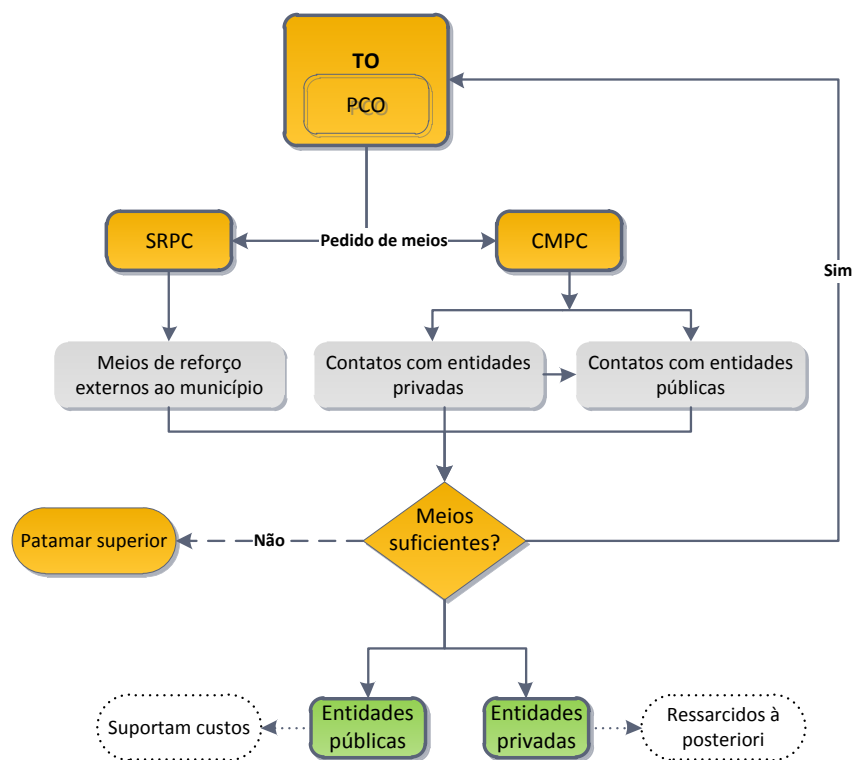 TO
PCO
SRPC
Pedido de meios
CMPC
Sim
Meios de reforço
externos ao município
Contatos com entidades
privadas
Contatos com entidades
públicas
Patamar superior
Não
Meios
suficientes?
Suportam custos
Entidades
públicas
Entidades
privadas
Ressarcidos à
posteriori